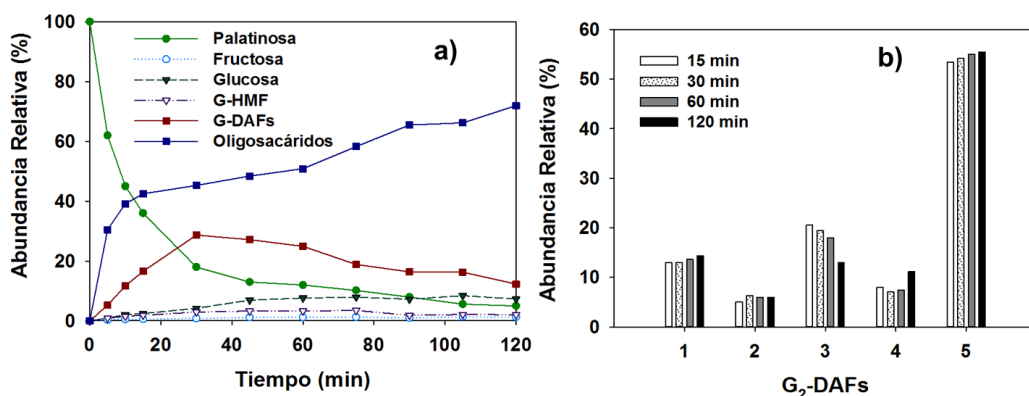 a)
Abundancia Relativa (%)
100
80
60
40
20
0
Palatinosa
Fructosa
Glucosa
G-HMF
G-DAFs
Oligosacáridos
0 20 40 60 80 100 120
Tiempo (min)
b)
Abundancia Relativa (%)
60
50
40
30
20
10
0
15 min
30 min
60 min
120 min
1 2 3 4 5
G₂-DAFs